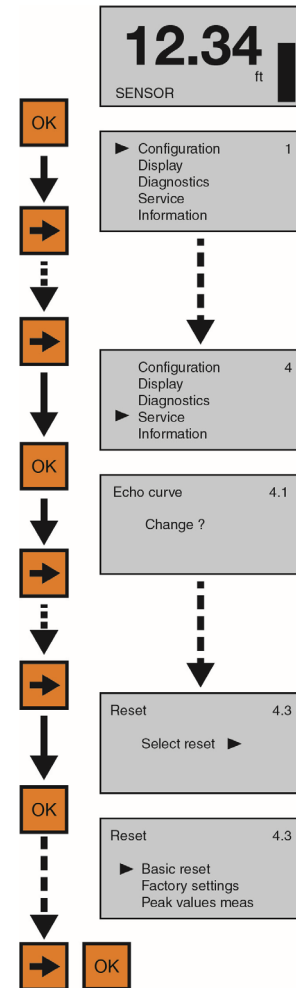 12.34
ft
SENSOR
OK
Configuration 1
Display
Diagnostics
Service
Information
Configuration 4
Display
Diagnostics
Service
Information
OK
Echo curve 4.1
Change ?
Reset 4.3
Select reset
OK
Reset 4.3
Basic reset
Factory settings
Peak values meas
OK